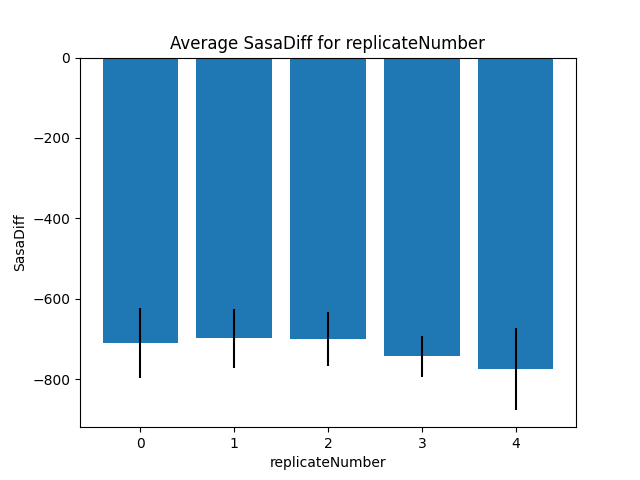 Average SasaDiff for replicateNumber
0
−200
−400
−600
−800
SasaDiff
0 1 2 3 4
replicateNumber